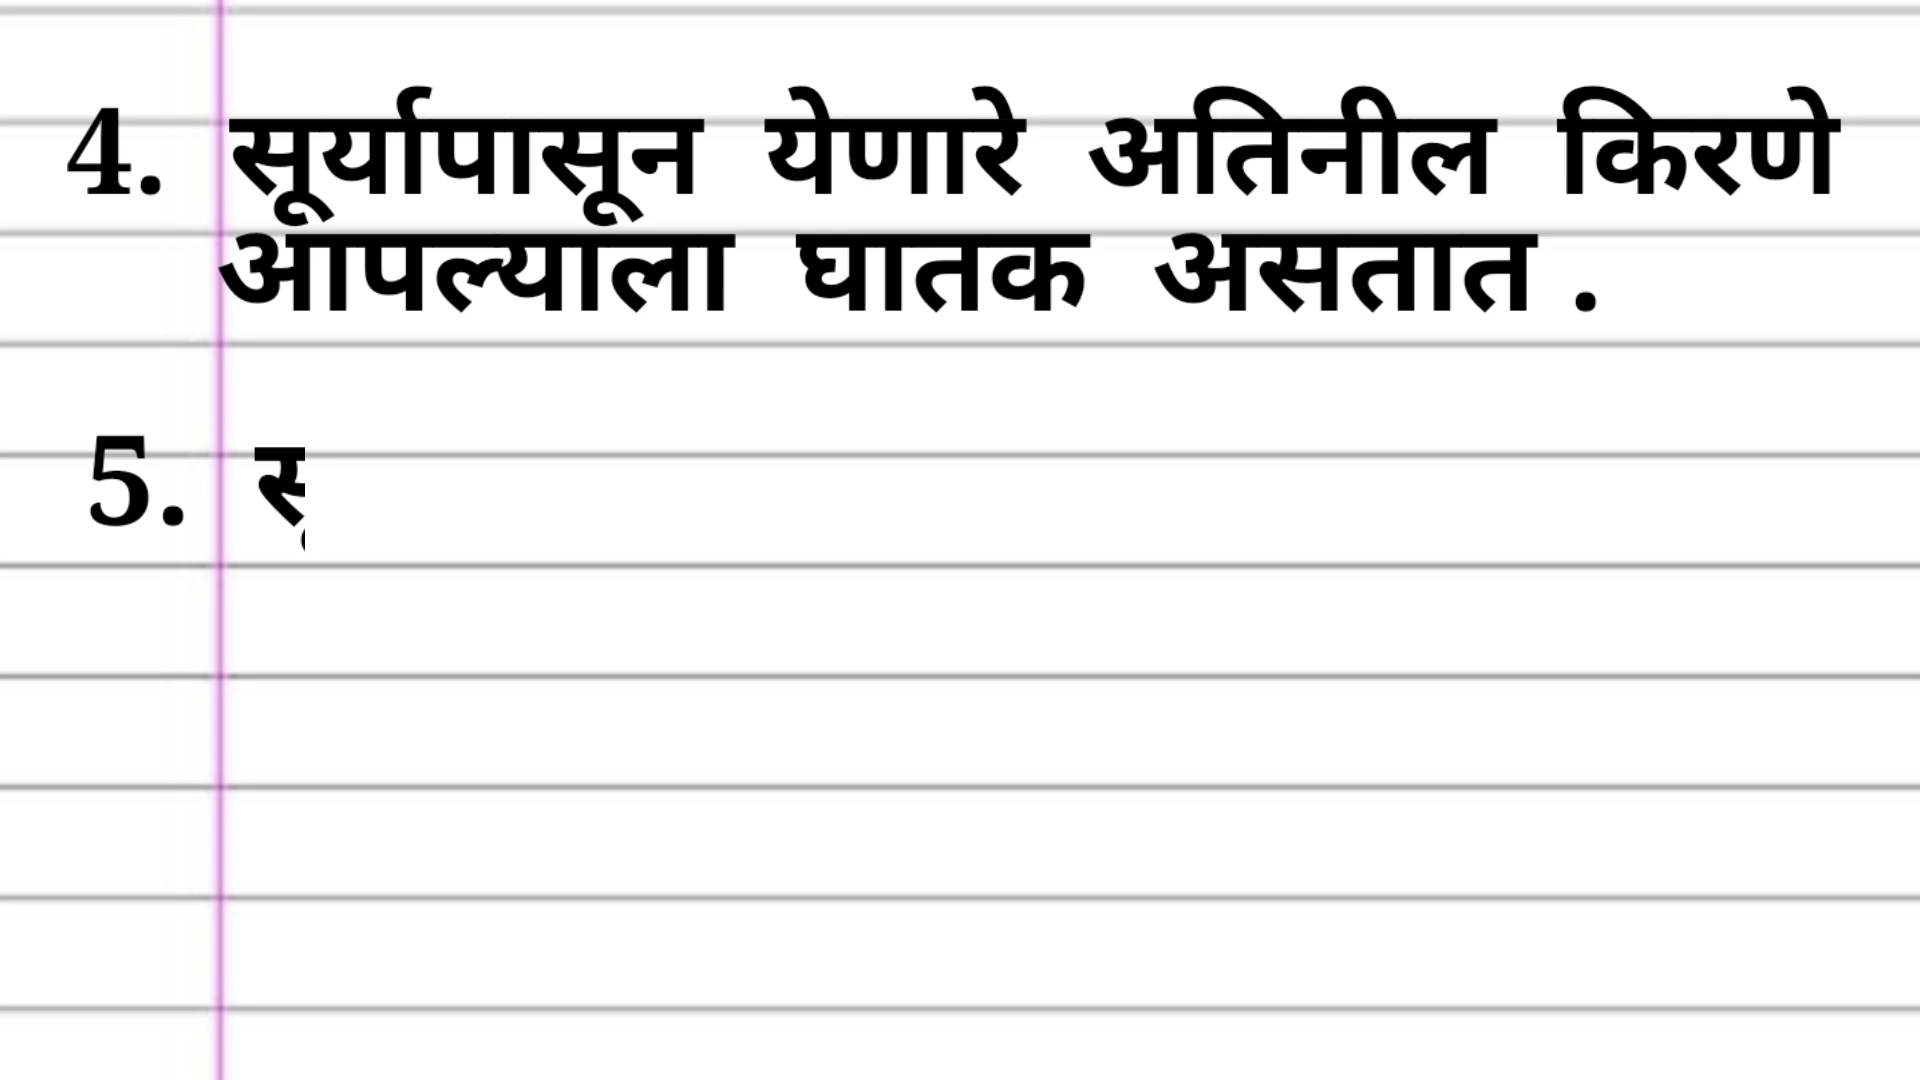 4. सूर्यापासून येणारे अतिनील किरणे
आपल्याला घातक असतात .
5.